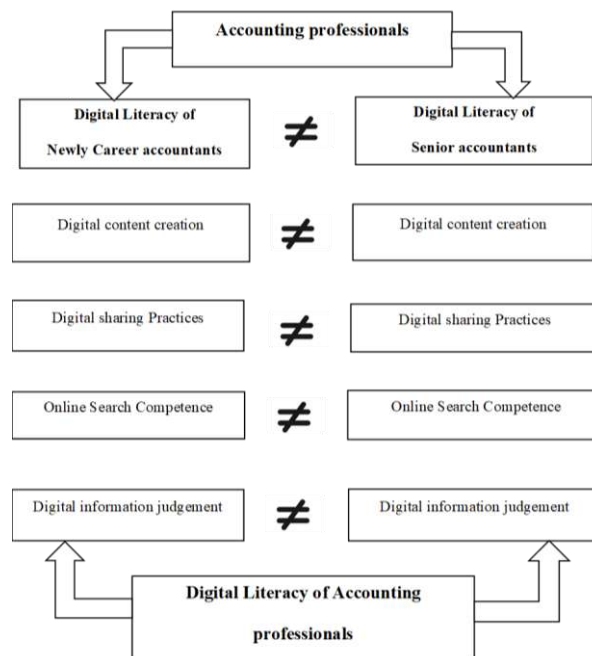 Accounting professionals
Digital Literacy of
Newly Career accountants
≠
Digital Literacy of
Senior accountants
Digital content creation
≠
Digital content creation
Digital sharing Practices
≠
Digital sharing Practices
Online Search Competence
≠
Online Search Competence
Digital information judgement
≠
Digital information judgement
Digital Literacy of Accounting
professionals